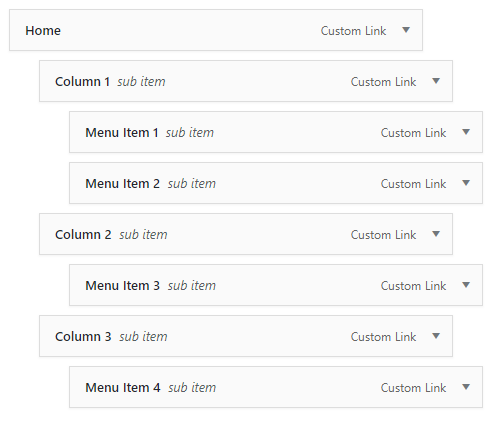 Home Custom Link
Column 1 sub item Custom Link
Menu Item 1 sub item Custom Link
Menu Item 2 sub item Custom Link
Column 2 sub item Custom Link
Menu Item 3 sub item Custom Link
Column 3 sub item Custom Link
Menu Item 4 sub item Custom Link